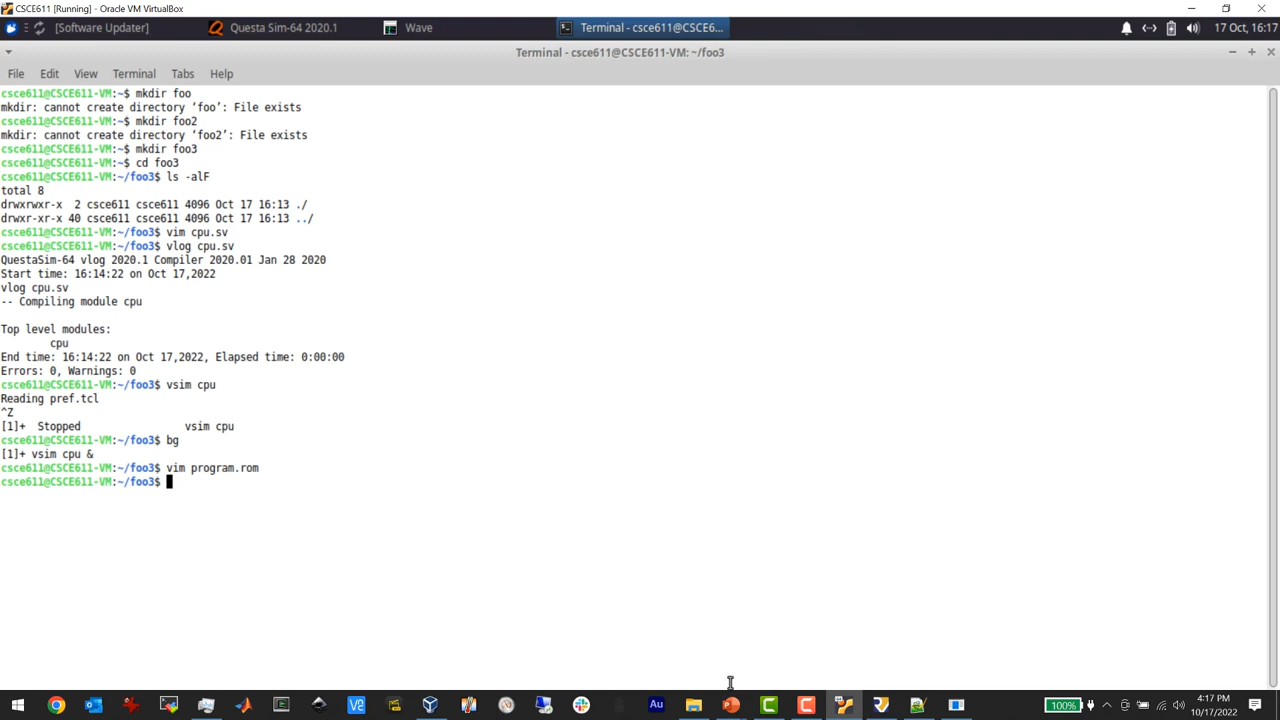 CSCE611 [Running] - Oracle VM VirtualBox
[Software Updater] Questa Sim-64 2020.1 Wave Terminal - csce611@CSCE6... 17 Oct, 16:17
Terminal - csce611@CSCE611-VM: ~/foo3
File Edit View Terminal Tabs Help
csce611@CSCE611-VM:~$ mkdir foo
mkdir: cannot create directory ‘foo’: File exists
csce611@CSCE611-VM:~$ mkdir foo2
mkdir: cannot create directory ‘foo2’: File exists
csce611@CSCE611-VM:~$ mkdir foo3
csce611@CSCE611-VM:~$ cd foo3
csce611@CSCE611-VM:~/foo3$ ls -alF
total 8
drwxrwxr-x  2 csce611 csce611 4096 Oct 17 16:13 ./
drwxr-xr-x 40 csce611 csce611 4096 Oct 17 16:13 ../
csce611@CSCE611-VM:~/foo3$ vim cpu.sv
csce611@CSCE611-VM:~/foo3$ vlog cpu.sv
QuestaSim-64 vlog 2020.1 Compiler 2020.01 Jan 28 2020
Start time: 16:14:22 on Oct 17,2022
vlog cpu.sv
-- Compiling module cpu
Top level modules:
cpu
End time: 16:14:22 on Oct 17,2022, Elapsed time: 0:00:00
Errors: 0, Warnings: 0
csce611@CSCE611-VM:~/foo3$ vsim cpu
Reading pref.tcl
^Z
[1]+  Stopped                 vsim cpu
csce611@CSCE611-VM:~/foo3$ bg
[1]+ vsim cpu &
csce611@CSCE611-VM:~/foo3$ vim program.rom
csce611@CSCE611-VM:~/foo3$
Au 100% 4:17 PM
10/17/2022